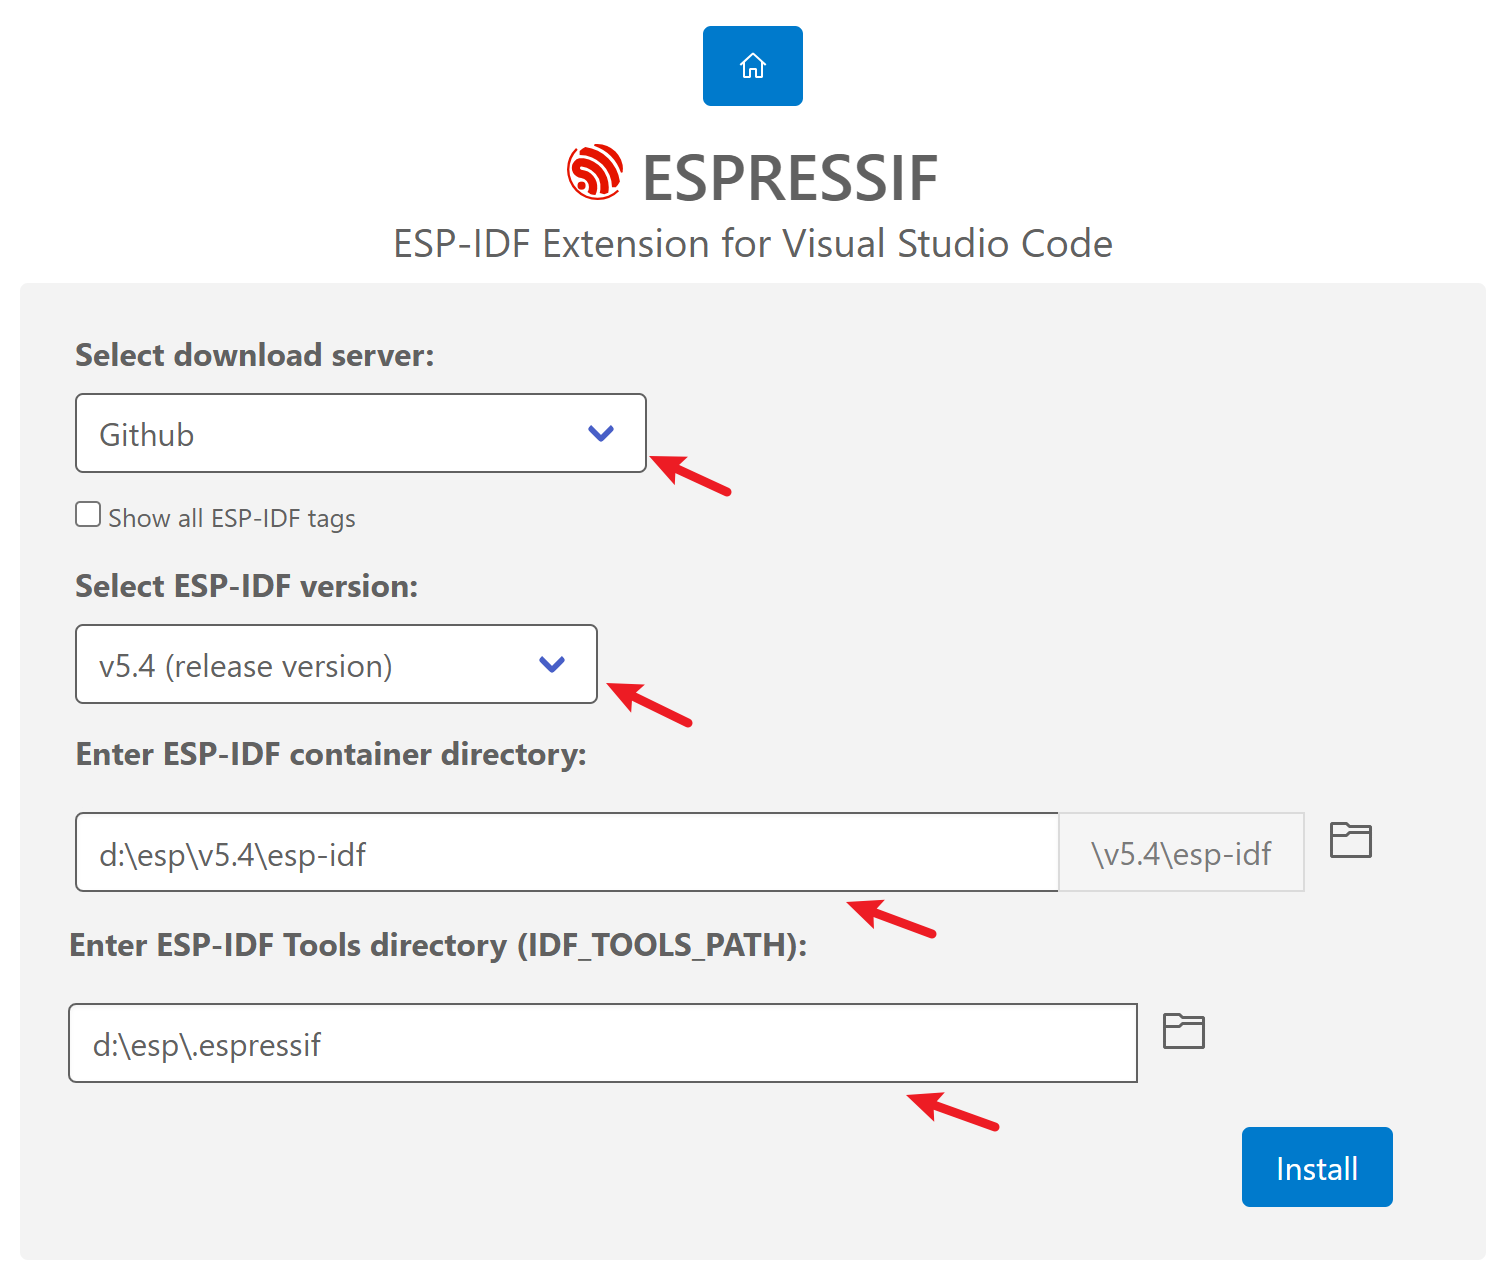 ESPRESSIF
ESP-IDF Extension for Visual Studio Code
Select download server:
Github
Show all ESP-IDF tags
Select ESP-IDF version:
v5.4 (release version)
Enter ESP-IDF container directory:
d:\esp\v5.4\esp-idf \v5.4\esp-idf
Enter ESP-IDF Tools directory (IDF_TOOLS_PATH):
d:\esp\.espressif
Install